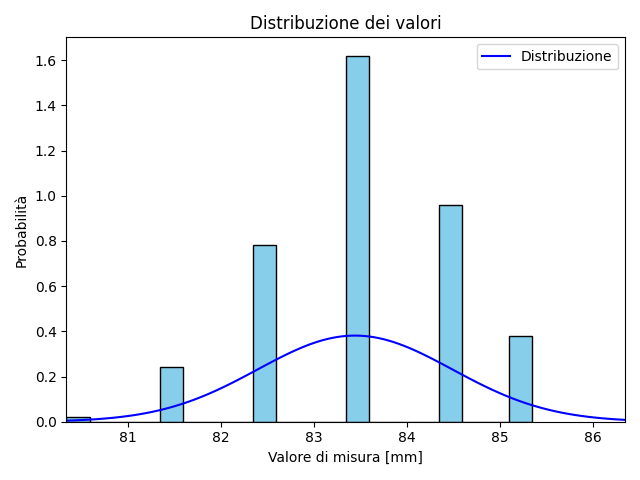 Distribuzione dei valori
Distribuzione
Probabilità
1.6
1.4
1.2
1.0
0.8
0.6
0.4
0.2
0.0
81 82 83 84 85 86
Valore di misura [mm]